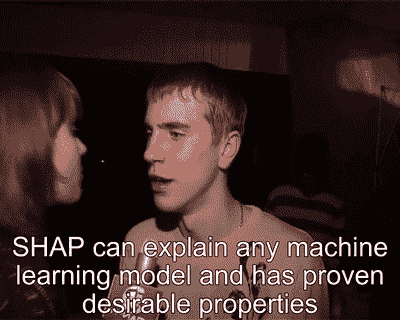 SHAP can explain any machine
learning model and has proven
desirable properties